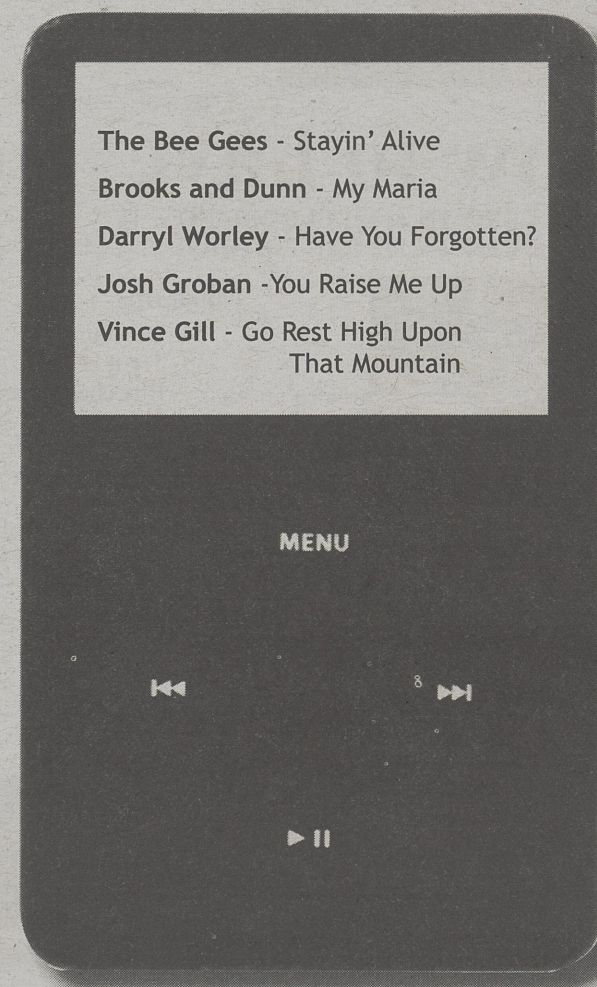 The Bee Gees - Stayin' Alive
Brooks and Dunn - My Maria
Darryl Worley - Have You Forgotten?
Josh Groban -You Raise Me Up
Vince Gill - Go Rest High Upon
That Mountain
MENU